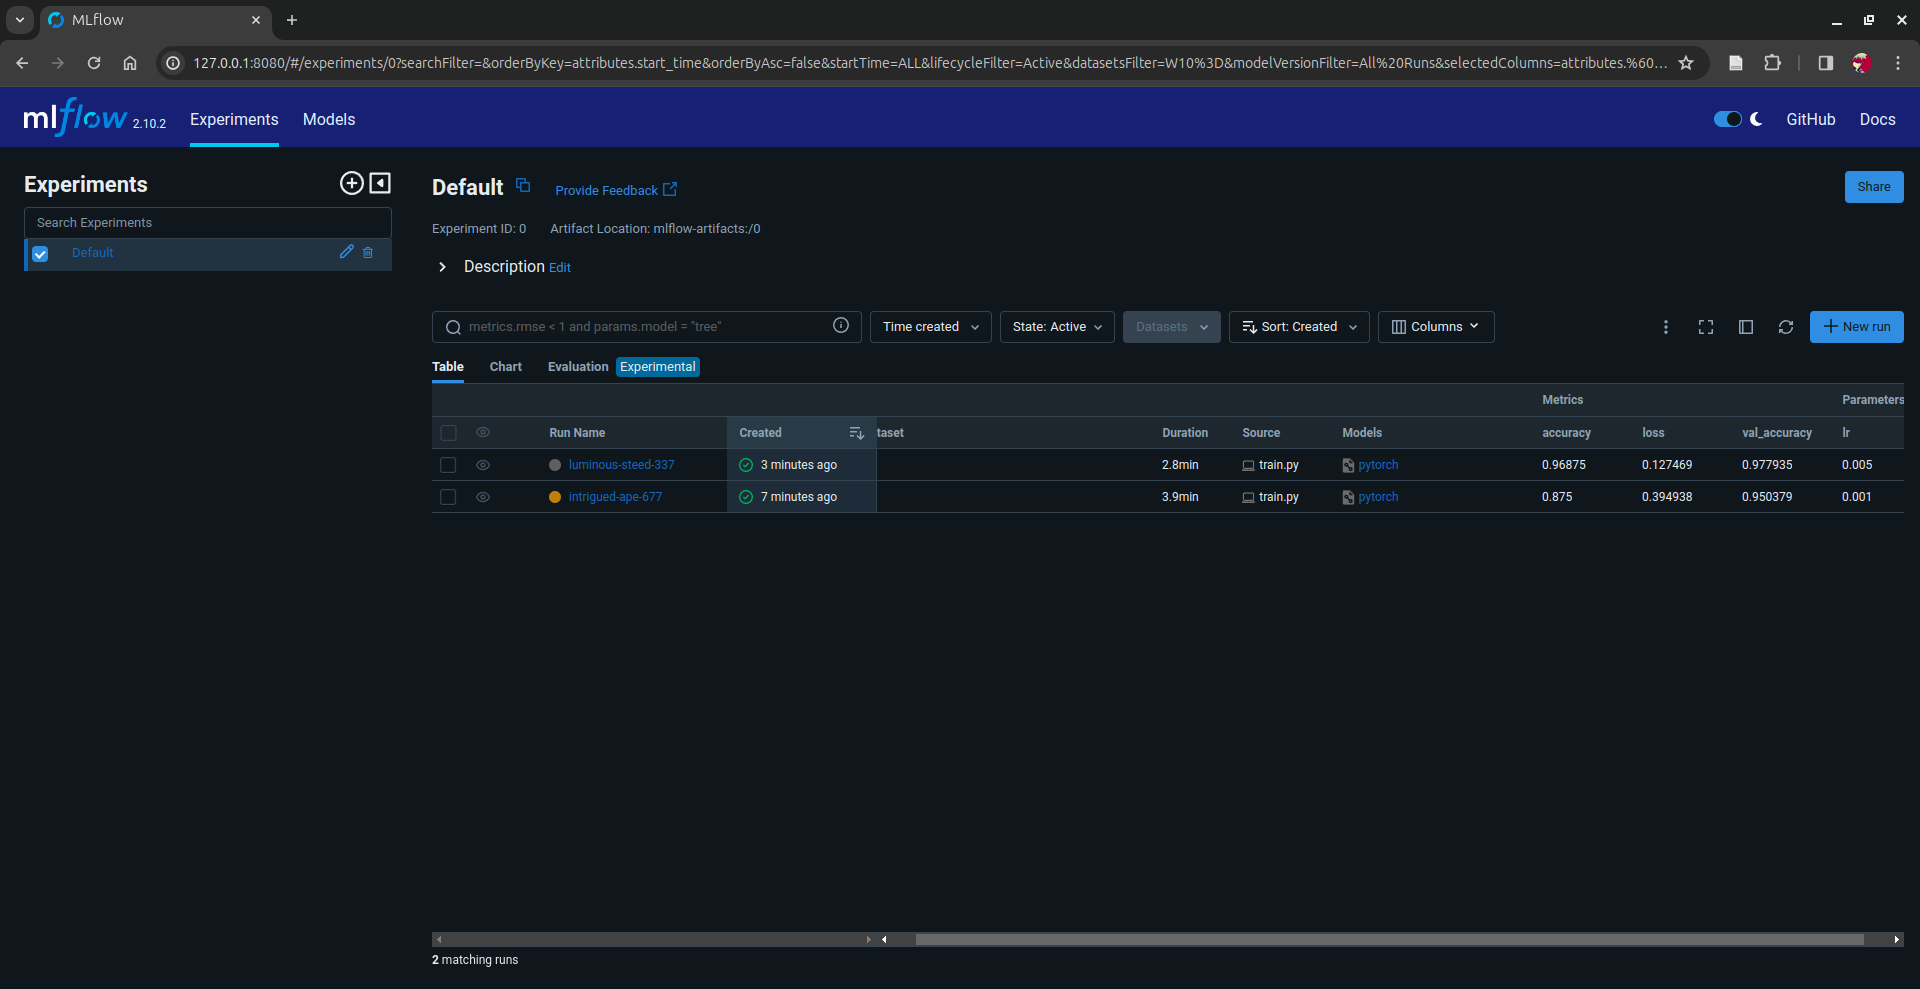 MLflow
127.0.0.1:8080/#/experiments/0?searchFilter=&orderByKey=attributes.start_time&orderByAsc=false&startTime=ALL&lifecycleFilter=Active&datasetsFilter=W10%3D&modelVersionFilter=All%20Runs&selectedColumns=attributes.%60...
mlflow 2.10.2 Experiments Models GitHub Docs
Experiments
Search Experiments
Default
Default Provide Feedback Share
Experiment ID: 0 Artifact Location: mlflow-artifacts:/0
Description Edit
metrics.rmse < 1 and params.model = "tree" Time created State: Active Datasets Sort: Created Columns New run
Table Chart Evaluation Experimental
Metrics Parameters
Run Name Created taset Duration Source Models accuracy loss val_accuracy lr
luminous-steed-337 3 minutes ago 2.8min train.py pytorch 0.96875 0.127469 0.977935 0.005
intrigued-ape-677 7 minutes ago 3.9min train.py pytorch 0.875 0.394938 0.950379 0.001
2 matching runs